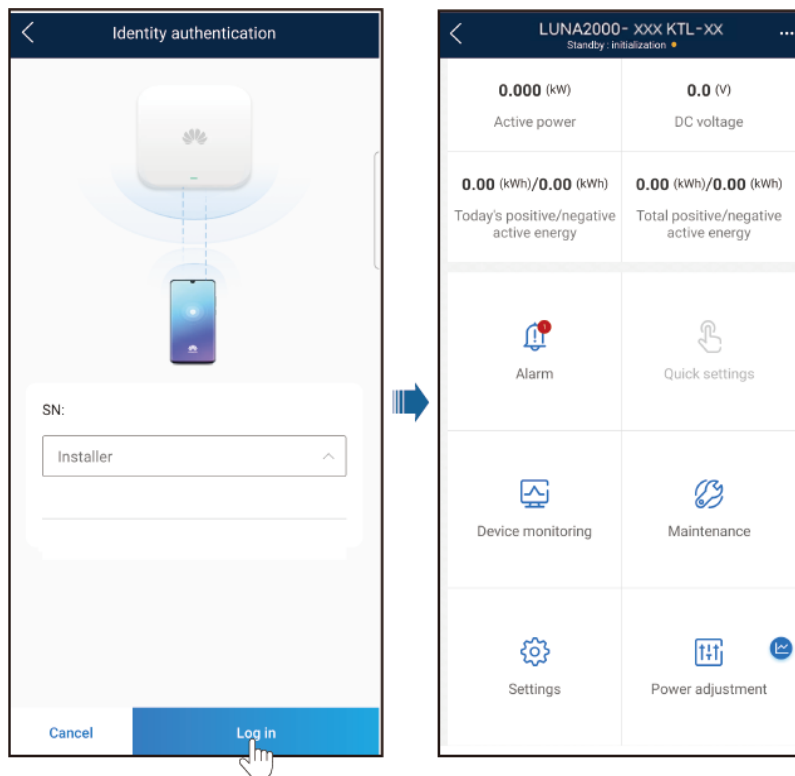 Identity authentication
SN:
Installer
Cancel
Log in
LUNA2000- XXX KTL-XX
Standby : initialization
...
0.000 (kW)
Active power
0.0 (V)
DC voltage
0.00 (kWh)/0.00 (kWh)
Today's positive/negative
active energy
0.00 (kWh)/0.00 (kWh)
Total positive/negative
active energy
1
Alarm
Quick settings
Device monitoring
Maintenance
Settings
Power adjustment